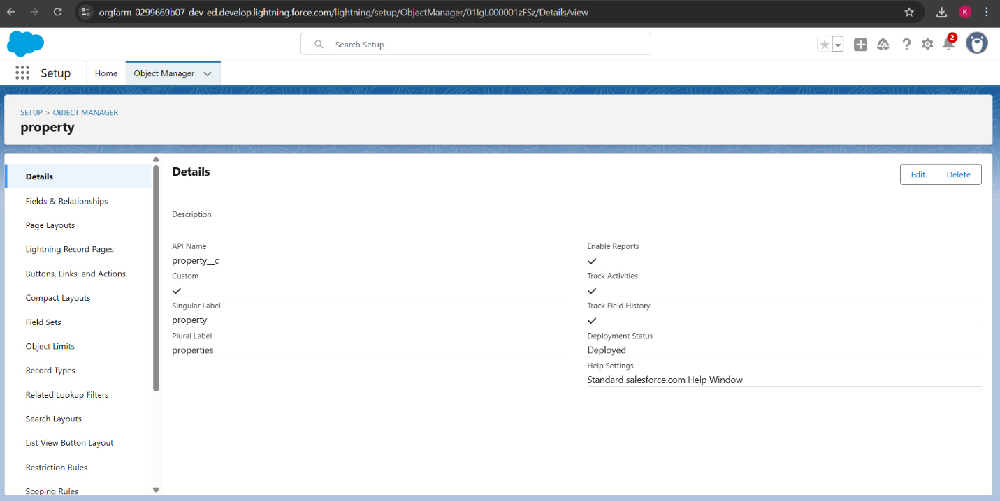 orgfarm-0299669b07-dev-ed.develop.lightning.force.com/lightning/setup/ObjectManager/01IgL000001zFSz/Details/view
K
Search Setup
2
Setup
Home
Object Manager
SETUP > OBJECT MANAGER
property
Details
Fields & Relationships
Page Layouts
Lightning Record Pages
Buttons, Links, and Actions
Compact Layouts
Field Sets
Object Limits
Record Types
Related Lookup Filters
Search Layouts
List View Button Layout
Restriction Rules
Scoping Rules
Details
Edit
Delete
Description
API Name
property__c
Custom
Singular Label
property
Plural Label
properties
Enable Reports
Track Activities
Track Field History
Deployment Status
Deployed
Help Settings
Standard salesforce.com Help Window